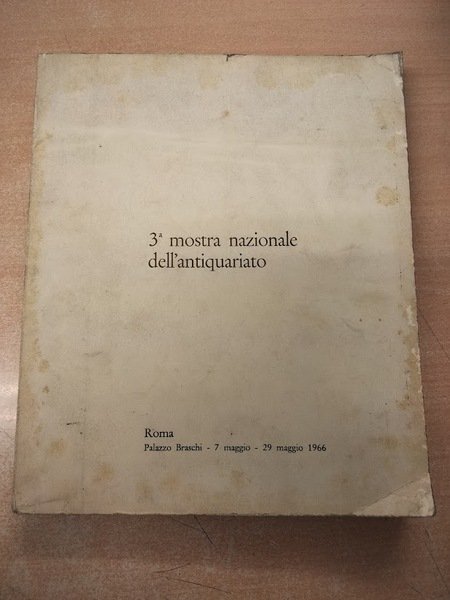 3ª mostra nazionale
dell'antiquariato
Roma
Palazzo Braschi - 7 maggio - 29 maggio 1966